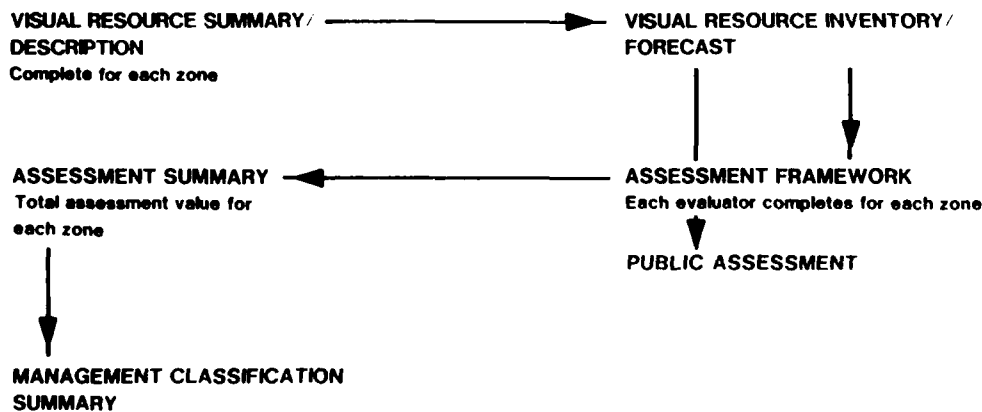 VISUAL RESOURCE SUMMARY/
DESCRIPTION
Complete for each zone
VISUAL RESOURCE INVENTORY/
FORECAST
ASSESSMENT SUMMARY
Total assessment value for
each zone
ASSESSMENT FRAMEWORK
Each evaluator completes for each zone
PUBLIC ASSESSMENT
MANAGEMENT CLASSIFICATION
SUMMARY